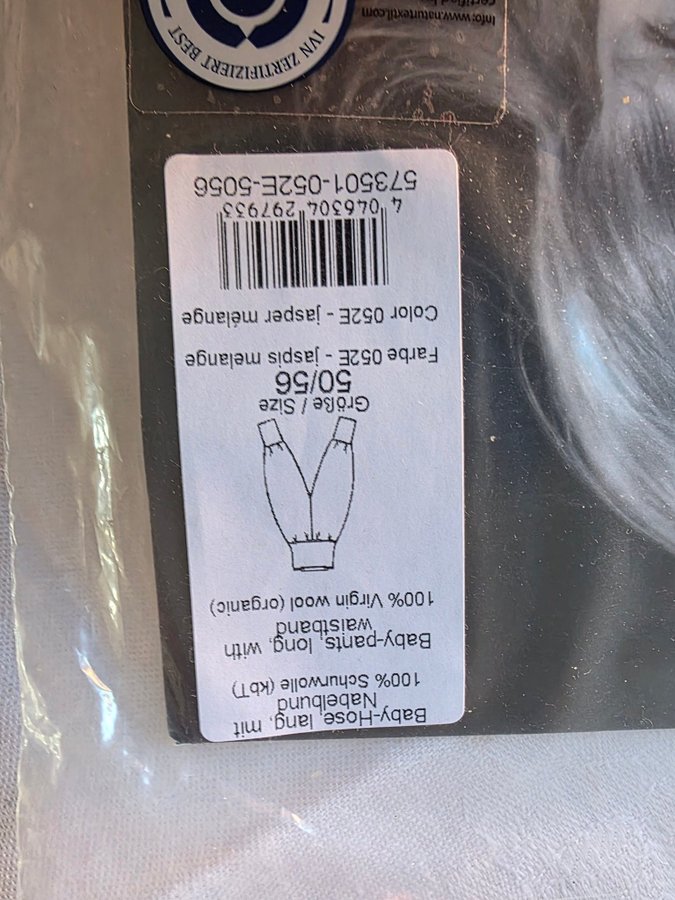 Baby-Hose, lang, mit
Nabelbund
100% Schurwolle (kbT)
Baby-pants, long, with
waistband
100% Virgin wool (organic)
Größe / Size
50/56
Farbe 052E - jaspis mélange
Color 052E - jasper mélange
4 046304 297933
573501-052E-5056
IVN ZERTIFIZIERT BEST
Info: www.naturtextil.com